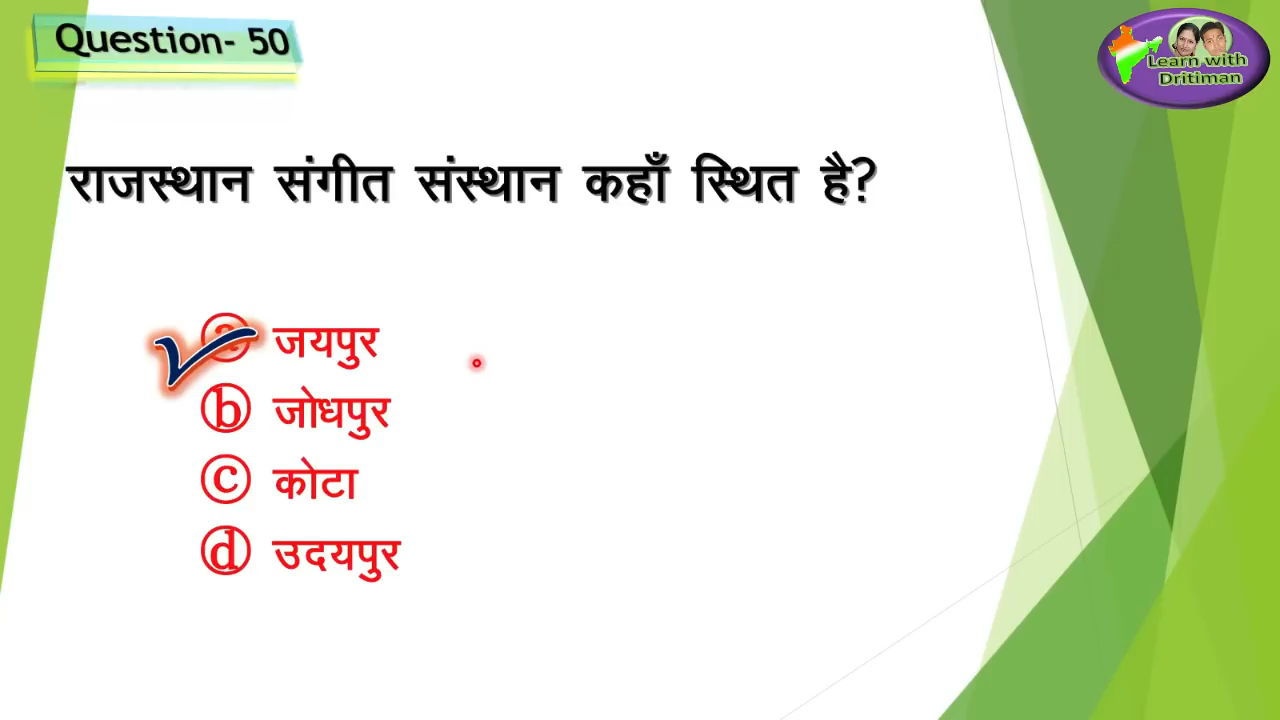 Question- 50
Learn with
Dritiman
राजस्थान संगीत संस्थान कहाँ स्थित है?
ⓐ जयपुर
ⓑ जोधपुर
ⓒ कोटा
ⓓ उदयपुर